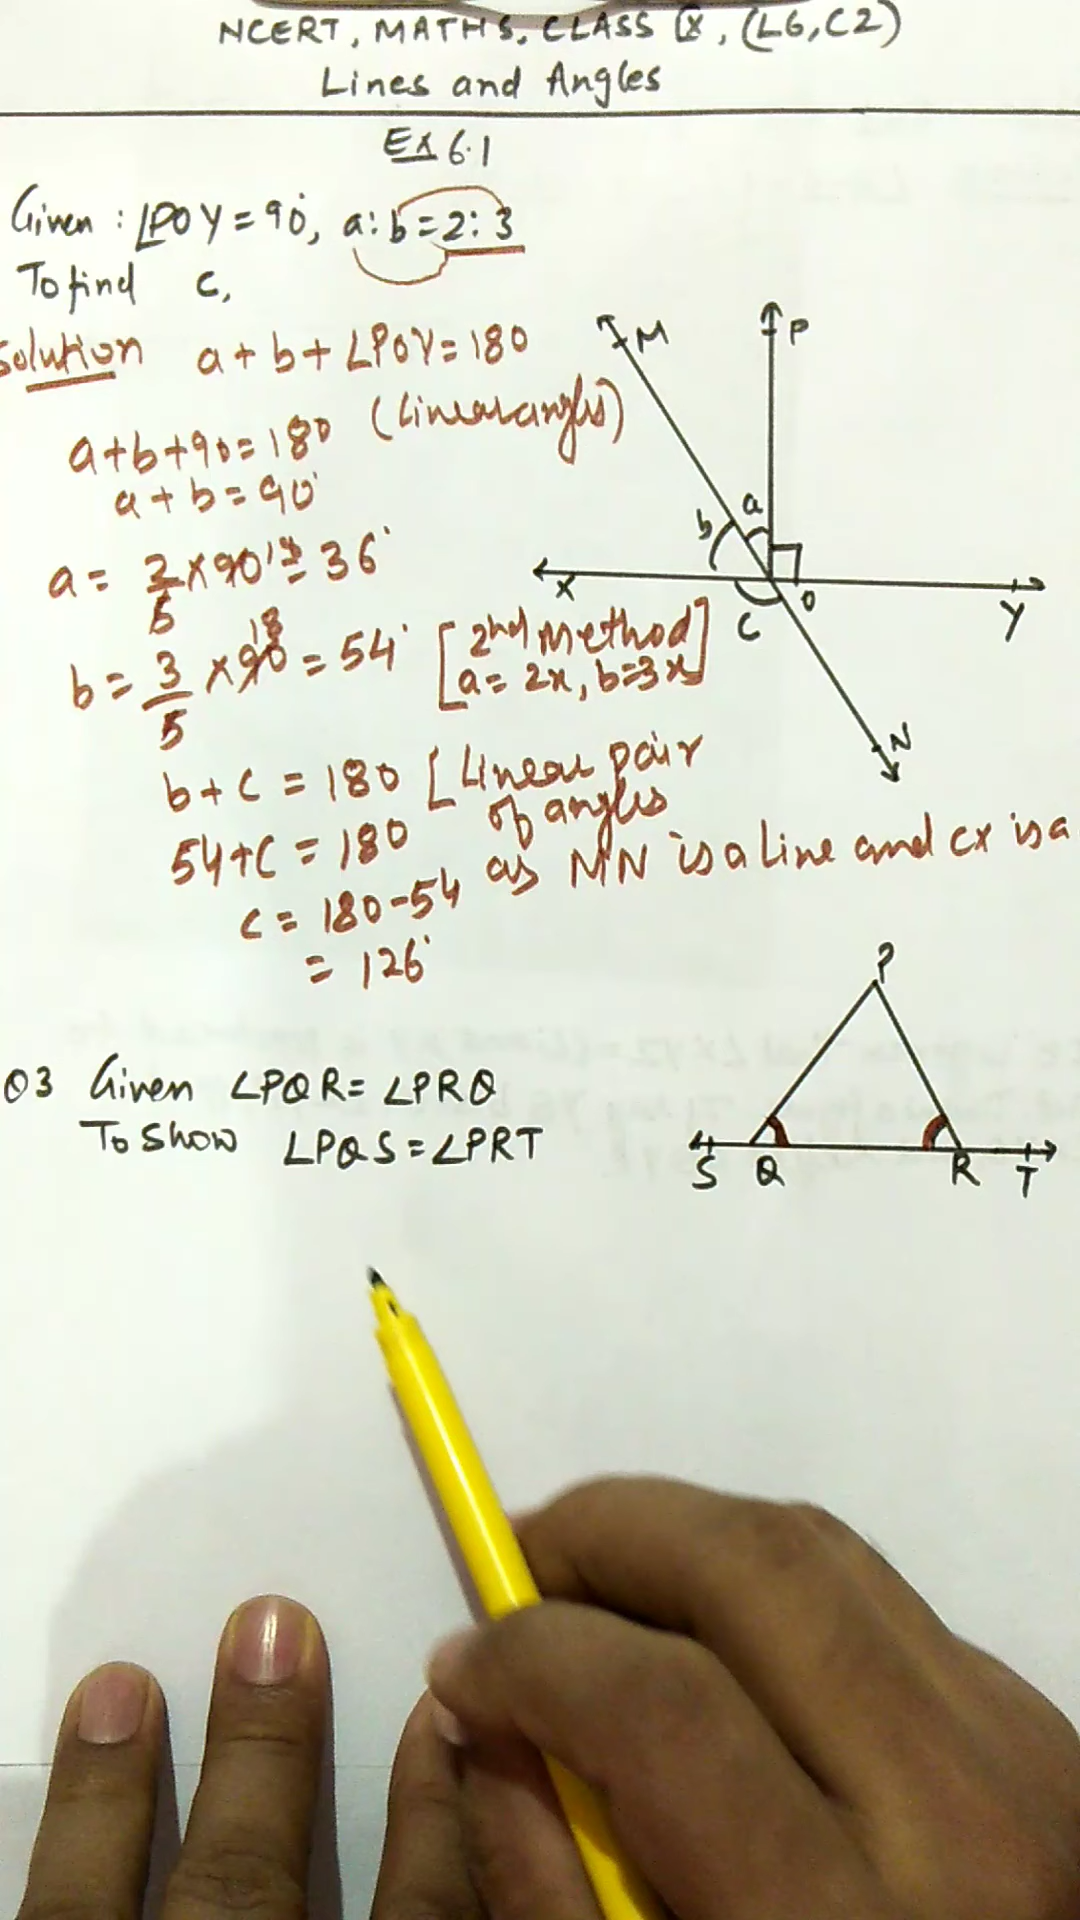 NCERT, MATHS, CLASS IX, (L6, C2)
Lines and Angles
EX 6.1
Given : ∠POY = 90°, a:b = 2:3
To find c,
Solution a + b + ∠POY = 180
(Linear angles)
a+b+90=180
a + b = 90°
a = 2/5 × 90 18 = 36°
b = 3/5 × 90 18 = 54° [2nd Method
a = 2x, b=3x]
b + c = 180 [Linear pair
of angles
54+c = 180 as MN is a line and cx is a
c = 180-54
= 126°
M
P
a
b
X
O
Y
C
N
Q3 Given ∠PQR = ∠PRQ
To Show ∠PQS = ∠PRT
P
S Q R T